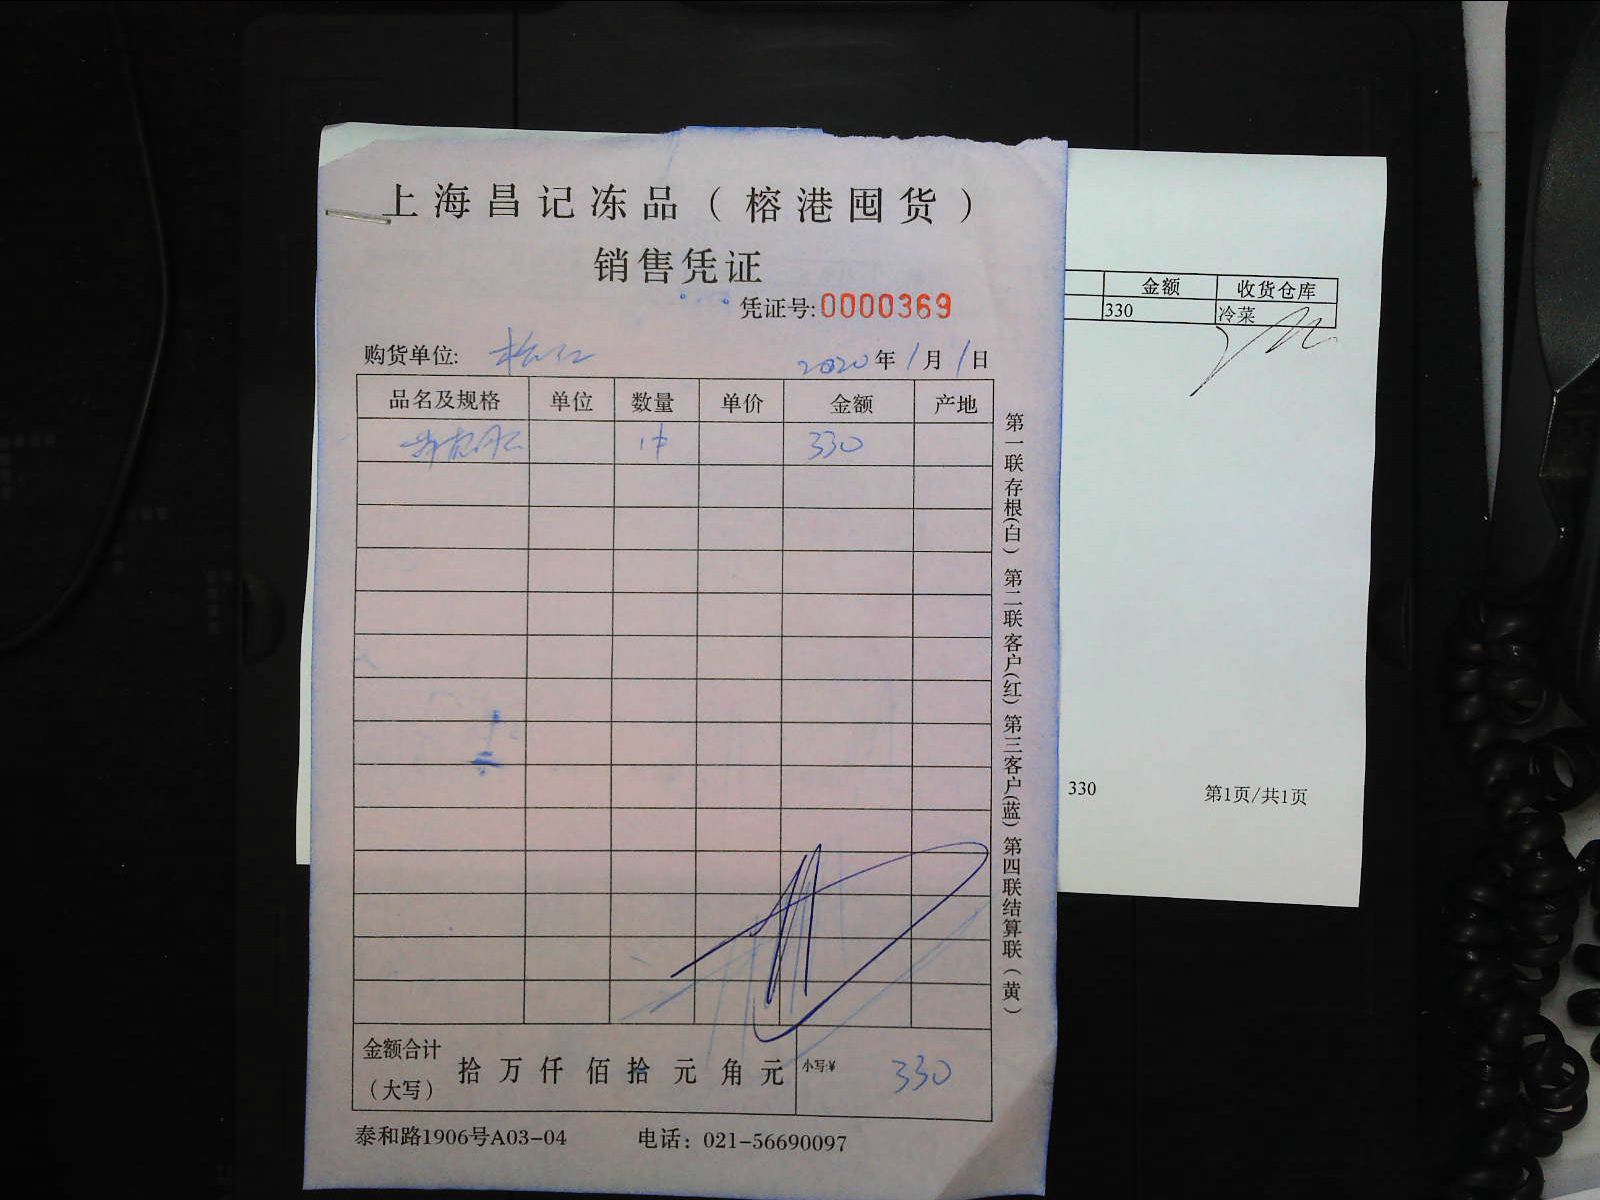 上海昌记冻品（榕港囤货）
销售凭证
凭证号:0000369
购货单位:
2020年1月1日
品名及规格 单位 数量 单价 金额 产地
1件 330
金额合计（大写） 拾万仟佰拾元角元 小写:¥ 330
泰和路1906号A03-04 电话：021-56690097
第一联存根(白) 第二联客户(红) 第三客户(蓝) 第四联结算联(黄)
金额 收货仓库
330 冷菜
330 第1页/共1页